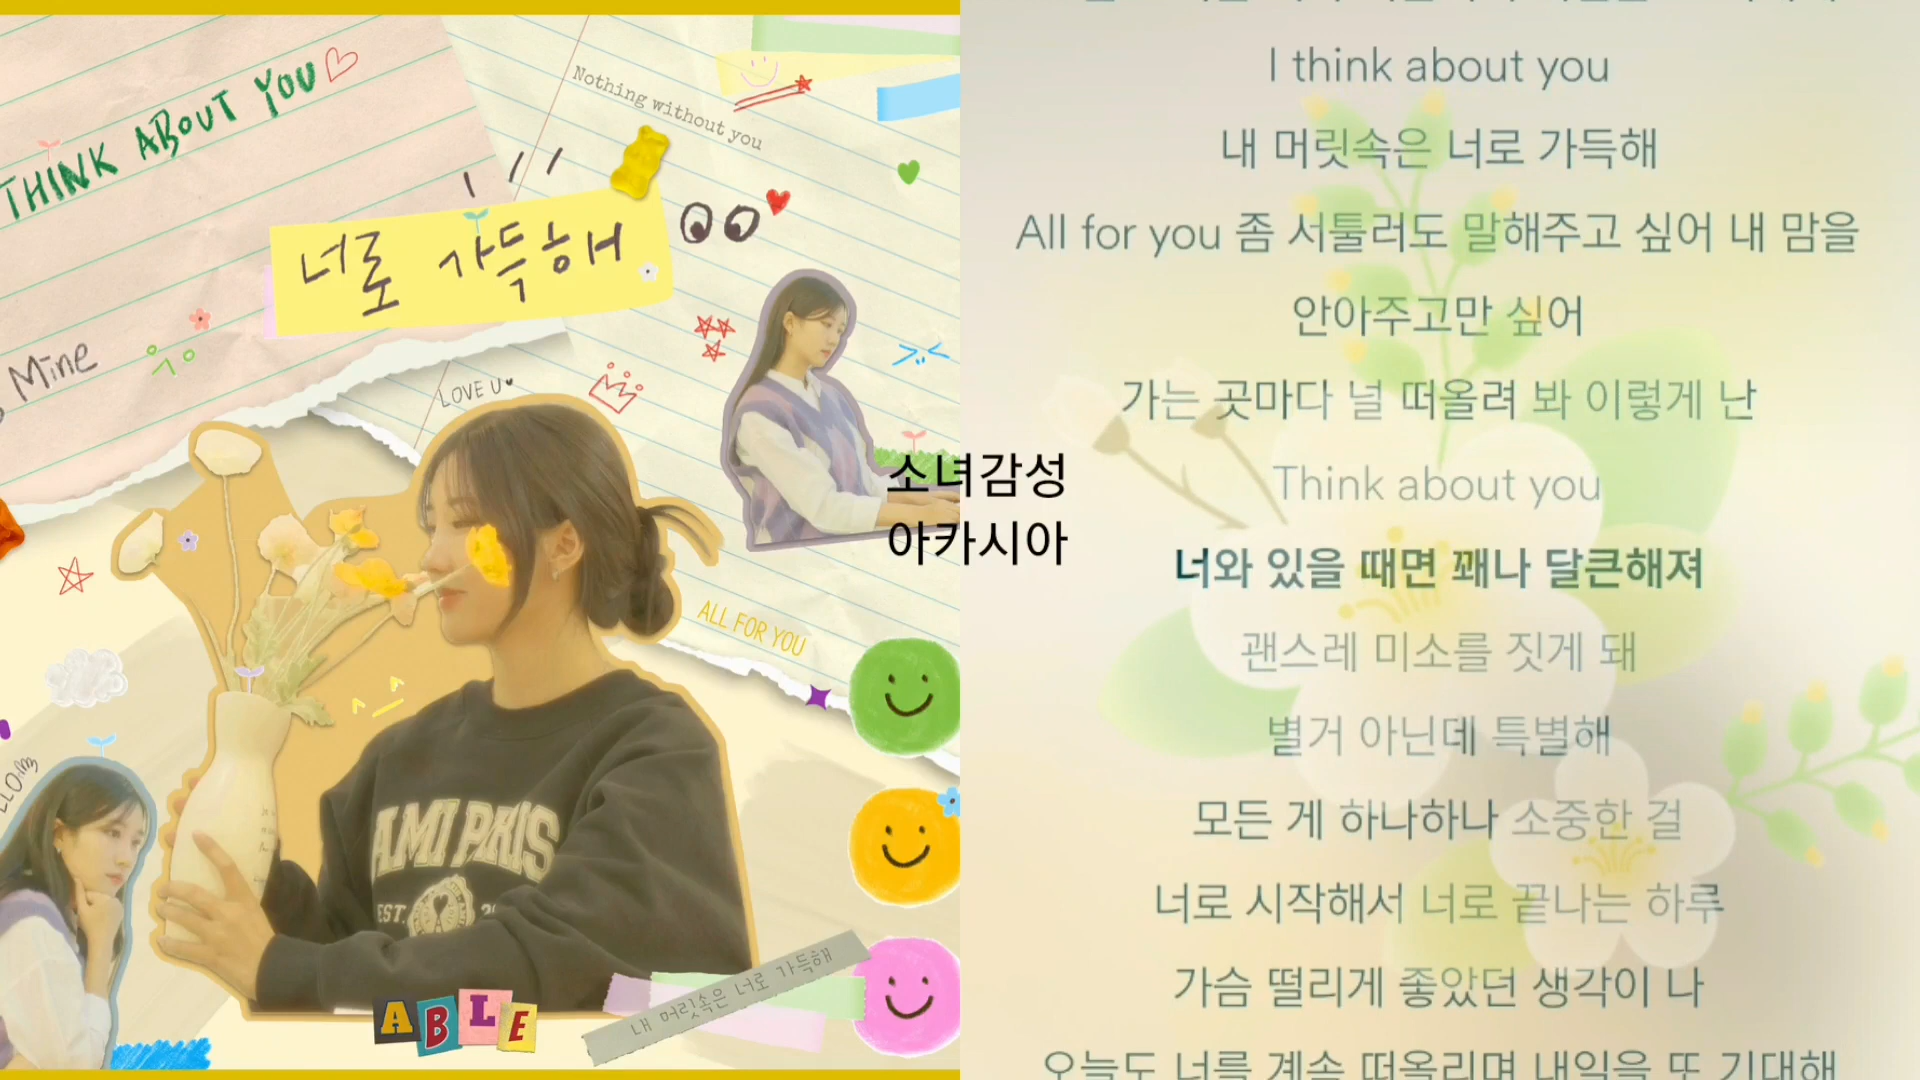 THINK ABOUT YOU
Nothing without you
너로 가득해
Mine
LOVE U
ALL FOR YOU
AMI PARIS
EST.
ABLE
내 머릿속은 너로 가득해
소녀감성
아카시아
I think about you
내 머릿속은 너로 가득해
All for you 좀 서툴러도 말해주고 싶어 내 맘을
안아주고만 싶어
가는 곳마다 널 떠올려 봐 이렇게 난
Think about you
너와 있을 때면 꽤나 달큰해져
괜스레 미소를 짓게 돼
별거 아닌데 특별해
모든 게 하나하나 소중한 걸
너로 시작해서 너로 끝나는 하루
가슴 떨리게 좋았던 생각이 나
오늘도 너를 계속 떠올리며 내일을 또 기대해